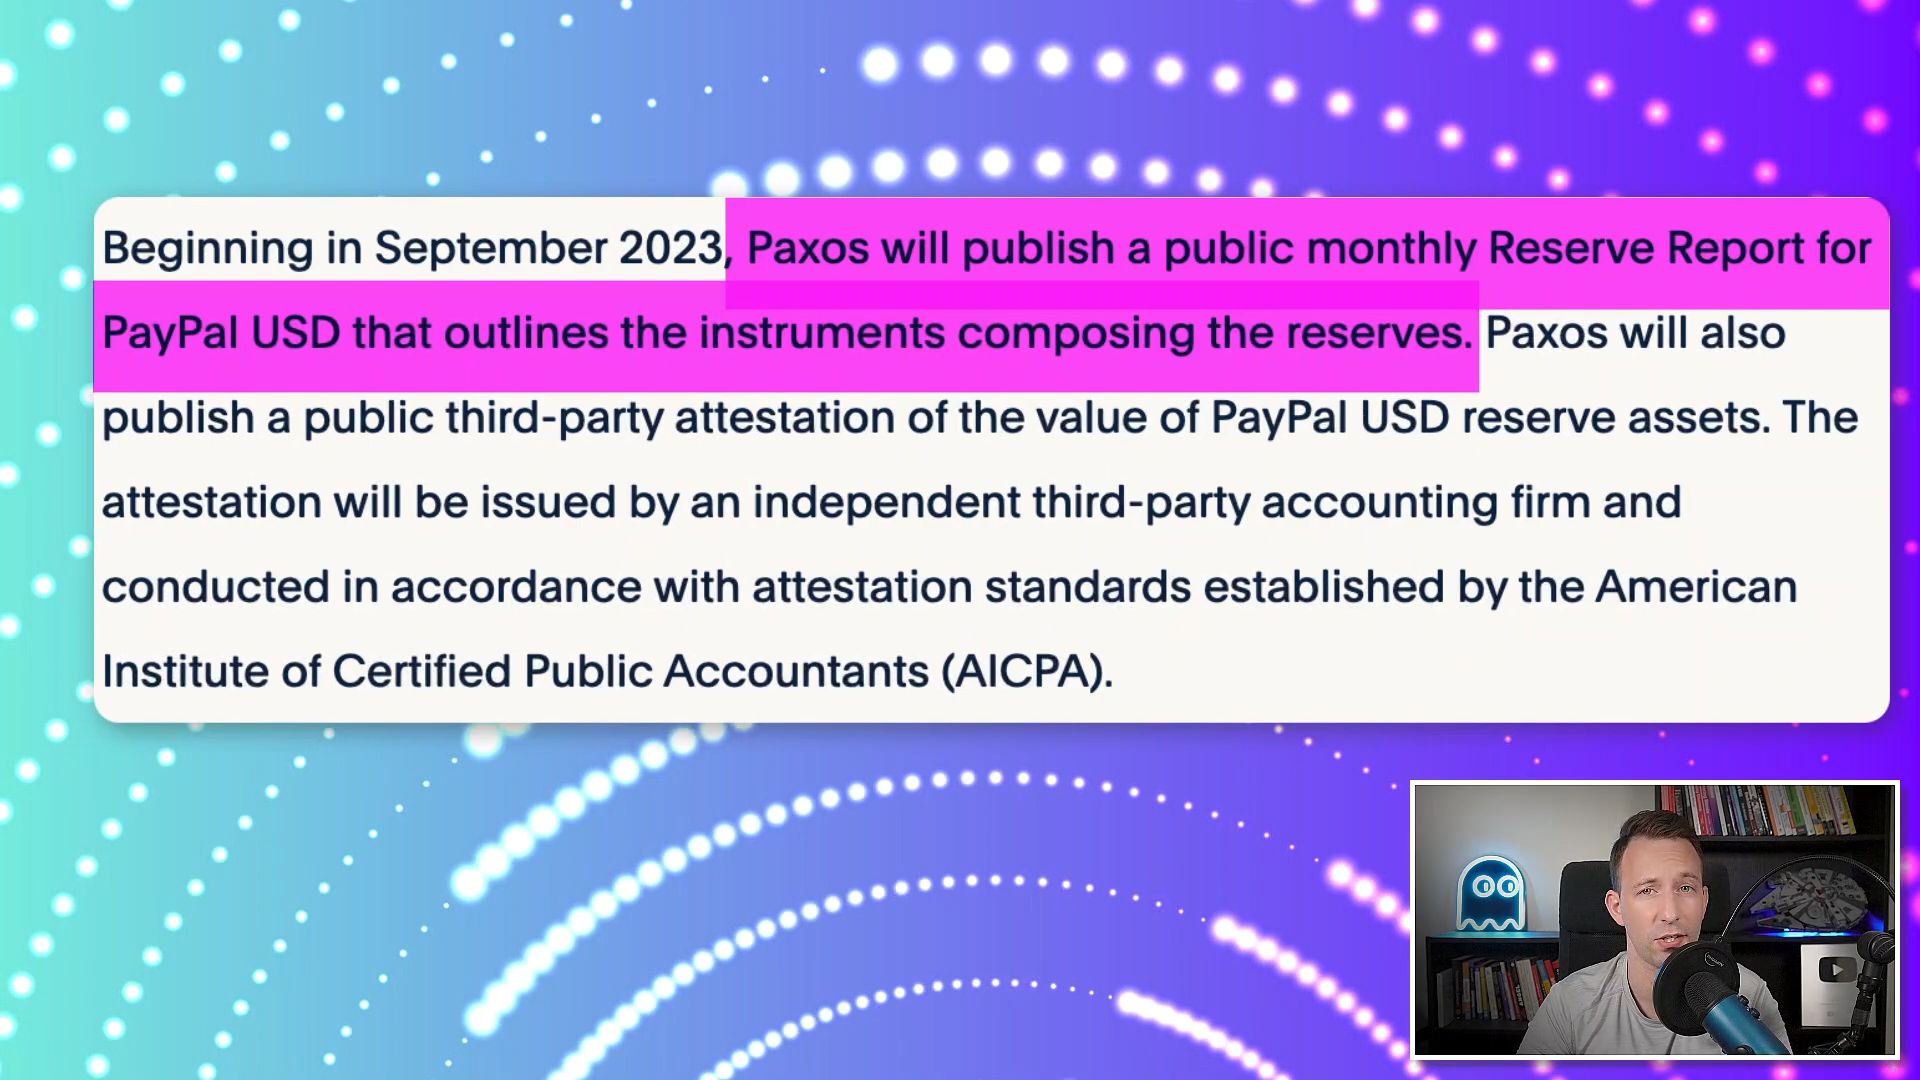 Beginning in September 2023, Paxos will publish a public monthly Reserve Report for
PayPal USD that outlines the instruments composing the reserves. Paxos will also
publish a public third-party attestation of the value of PayPal USD reserve assets. The
attestation will be issued by an independent third-party accounting firm and
conducted in accordance with attestation standards established by the American
Institute of Certified Public Accountants (AICPA).